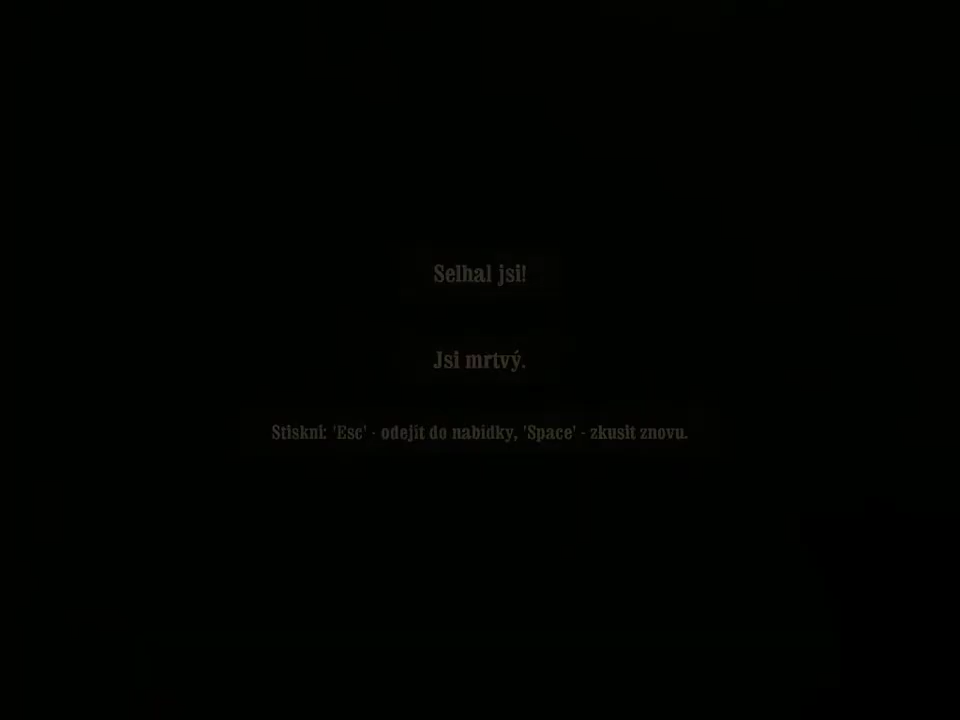 Selhal jsi!
Jsi mrtvý.
Stiskni: 'Esc' - odejít do nabídky, 'Space' - zkusit znovu.